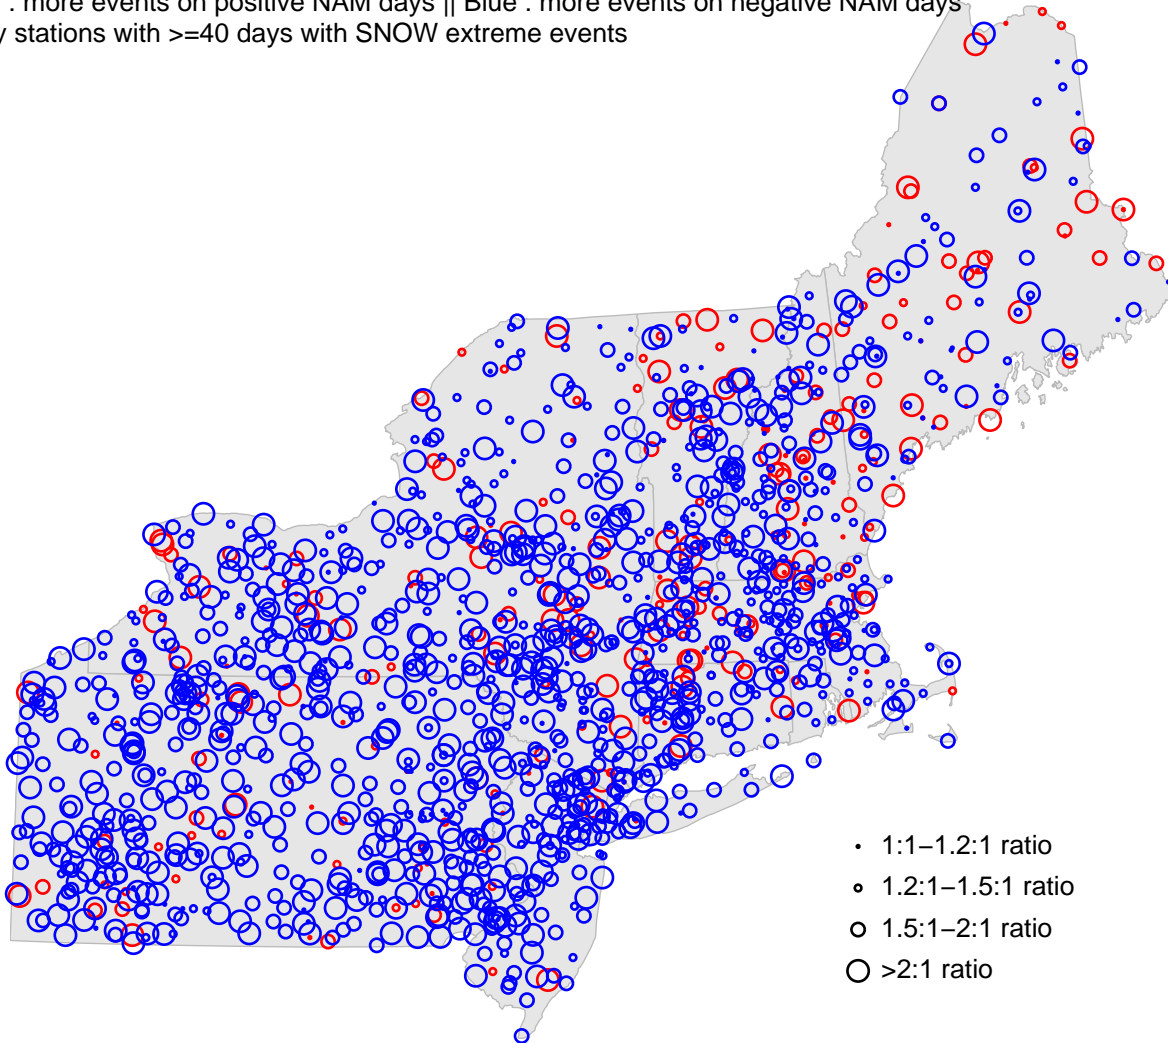 : more events on positive NAM days || Blue : more events on negative NAM days
y stations with >=40 days with SNOW extreme events
1:1−1.2:1 ratio
1.2:1−1.5:1 ratio
1.5:1−2:1 ratio
>2:1 ratio